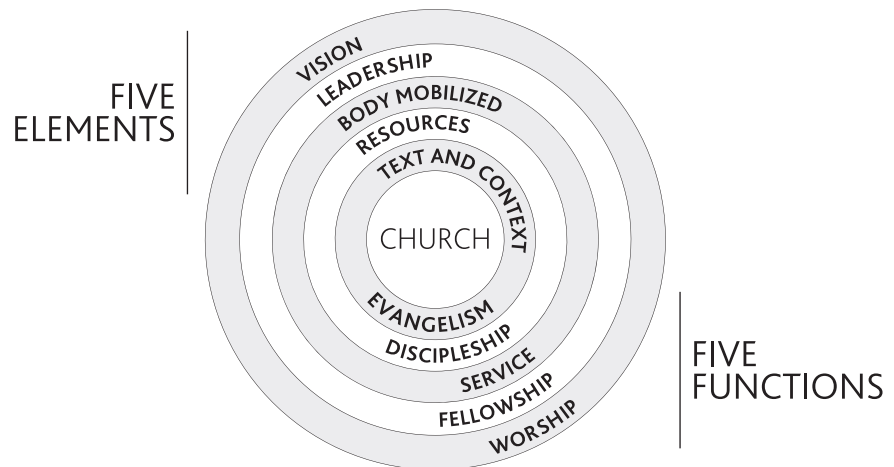 FIVE
ELEMENTS
VISION
LEADERSHIP
BODY MOBILIZED
RESOURCES
TEXT AND CONTEXT
CHURCH
EVANGELISM
DISCIPLESHIP
SERVICE
FELLOWSHIP
WORSHIP
FIVE
FUNCTIONS